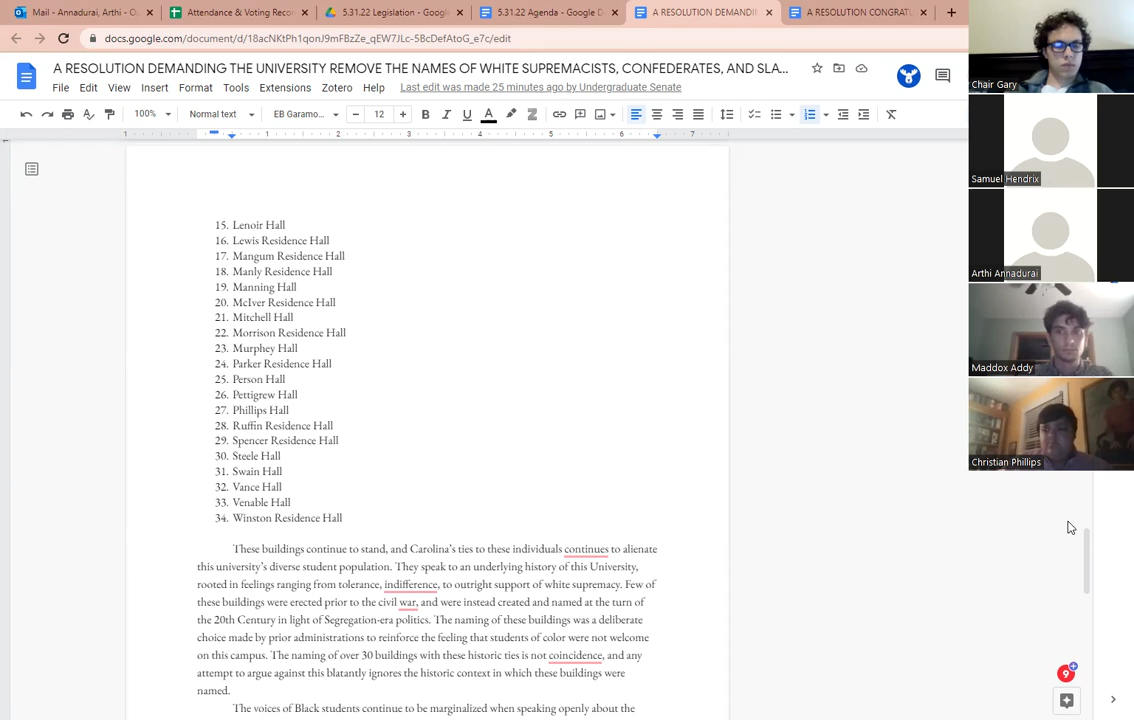 Mail - Annadurai, Arthi - Ou
Attendance & Voting Reco
5.31.22 Legislation - Google
5.31.22 Agenda - Google D
A RESOLUTION DEMANDI
A RESOLUTION CONGRAT
docs.google.com/document/d/18acNKtPh1qonJ9mFBzZe_qEW7JLc-5BcDefAtoG_e7c/edit
A RESOLUTION DEMANDING THE UNIVERSITY REMOVE THE NAMES OF WHITE SUPREMACISTS, CONFEDERATES, AND SLA...
File Edit View Insert Format Tools Extensions Zotero Help Last edit was made 25 minutes ago by Undergraduate Senate
100% Normal text EB Garamo... 12 B I U A
1 1 2 3 4 5 6 7
15. Lenoir Hall
16. Lewis Residence Hall
17. Mangum Residence Hall
18. Manly Residence Hall
19. Manning Hall
20. McIver Residence Hall
21. Mitchell Hall
22. Morrison Residence Hall
23. Murphey Hall
24. Parker Residence Hall
25. Person Hall
26. Pettigrew Hall
27. Phillips Hall
28. Ruffin Residence Hall
29. Spencer Residence Hall
30. Steele Hall
31. Swain Hall
32. Vance Hall
33. Venable Hall
34. Winston Residence Hall
These buildings continue to stand, and Carolina's ties to these individuals continues to alienate
this university's diverse student population. They speak to an underlying history of this University,
rooted in feelings ranging from tolerance, indifference, to outright support of white supremacy. Few of
these buildings were erected prior to the civil war, and were instead created and named at the turn of
the 20th Century in light of Segregation-era politics. The naming of these buildings was a deliberate
choice made by prior administrations to reinforce the feeling that students of color were not welcome
on this campus. The naming of over 30 buildings with these historic ties is not coincidence, and any
attempt to argue against this blatantly ignores the historic context in which these buildings were
named.
The voices of Black students continue to be marginalized when speaking openly about the
Chair Gary
Samuel Hendrix
Arthi Annadurai
Maddox Addy
Christian Phillips
9